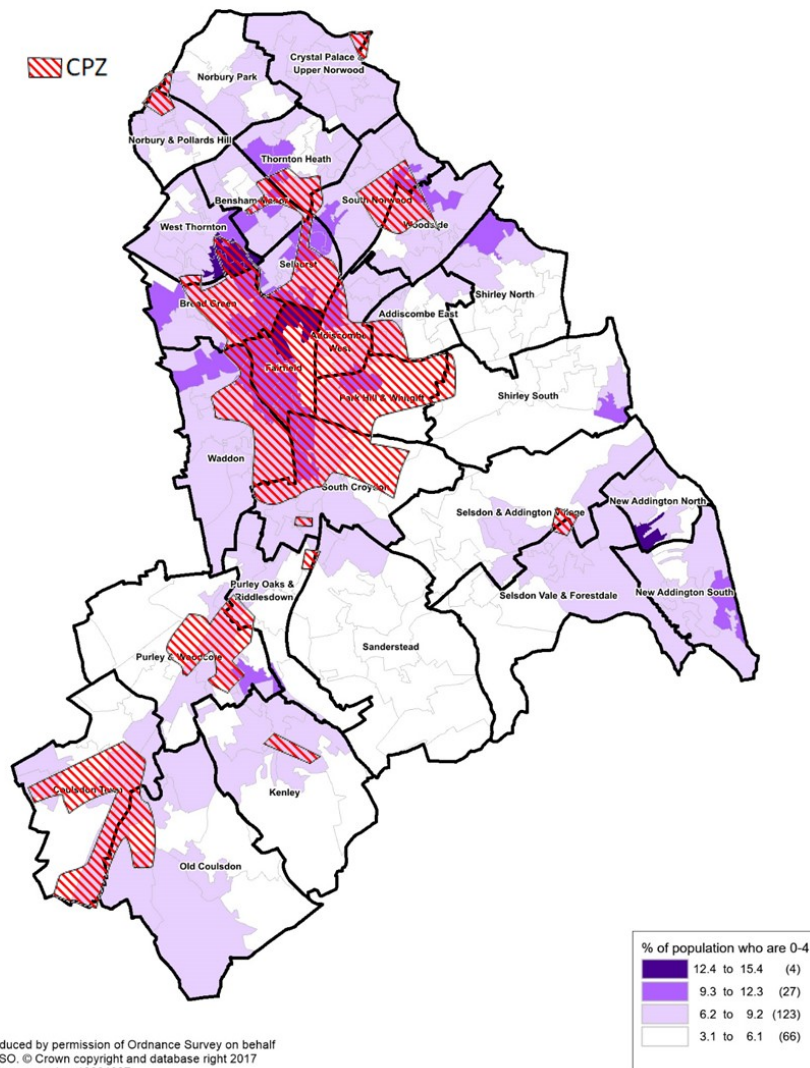 CPZ
Crystal Palace &
Upper Norwood
Norbury Park
Norbury & Pollards Hill
Thornton Heath
Bensham Manor
South Norwood
West Thornton
Woodside
Selhurst
Shirley North
Broad Green
Addiscombe East
Addiscombe
West
Fairfield
Park Hill & Whitgift
Shirley South
Waddon
South Croydon
New Addington North
Selsdon & Addington Village
Purley Oaks &
Riddlesdown
Selsdon Vale & Forestdale
New Addington South
Sanderstead
Purley & Woodcote
Coulsdon Town
Kenley
Old Coulsdon
% of population who are 0-4
12.4 to 15.4 (4)
9.3 to 12.3 (27)
6.2 to 9.2 (123)
3.1 to 6.1 (66)
duced by permission of Ordnance Survey on behalf
SO. © Crown copyright and database right 2017